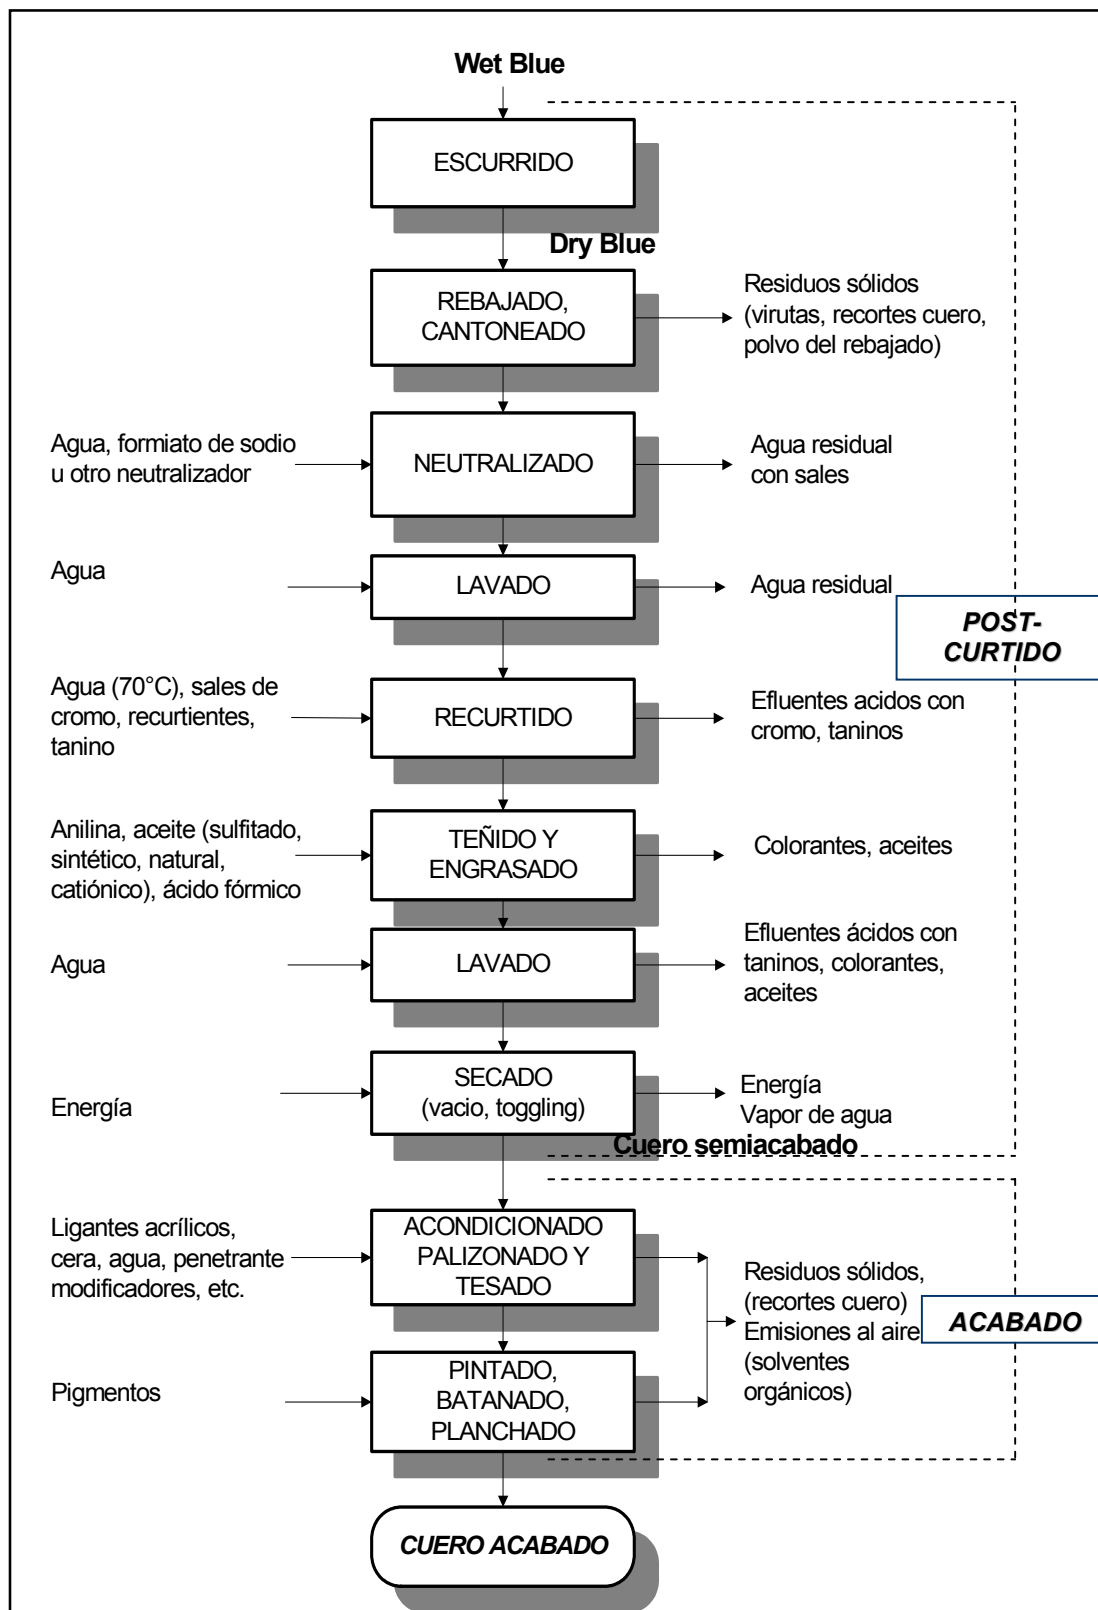 Wet Blue
ESCURRIDO
Dry Blue
REBAJADO,
CANTONEADO
Residuos sólidos
(virutas, recortes cuero,
polvo del rebajado)
Agua, formiato de sodio
u otro neutralizador
NEUTRALIZADO
Agua residual
con sales
Agua
LAVADO
Agua residual
POST-
CURTIDO
Agua (70°C), sales de
cromo, recurtientes,
tanino
RECURTIDO
Efluentes acidos con
cromo, taninos
Anilina, aceite (sulfitado,
sintético, natural,
catiónico), ácido fórmico
TEÑIDO Y
ENGRASADO
Colorantes, aceites
Agua
LAVADO
Efluentes ácidos con
taninos, colorantes,
aceites
Energía
SECADO
(vacio, toggling)
Energía
Vapor de agua
Cuero semiacabado
Ligantes acrílicos,
cera, agua, penetrante
modificadores, etc.
ACONDICIONADO
PALIZONADO Y
TESADO
Residuos sólidos,
(recortes cuero)
Emisiones al aire
(solventes
orgánicos)
ACABADO
Pigmentos
PINTADO,
BATANADO,
PLANCHADO
CUERO ACABADO